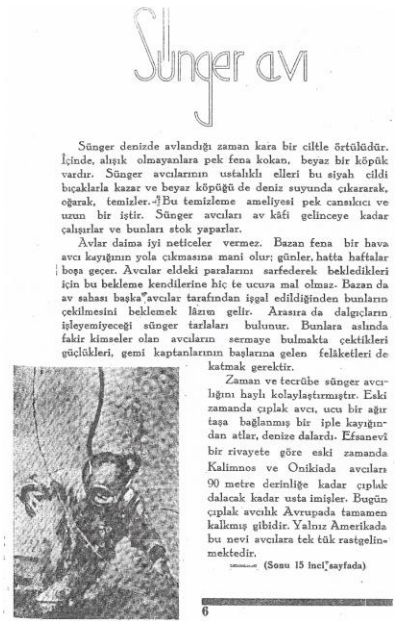 Sünger avı
Sünger denizde avlandığı zaman kara bir ciltle örtülüdür.
İçinde, alışık olmayanlara pek fena kokan, beyaz bir köpük
vardır. Sünger avcılarının ustalıklı elleri bu siyah cildi
bıçaklarla kazar ve beyaz köpüğü de deniz suyunda çıkararak,
oğarak, temizler. Bu temizleme ameliyesi pek cansıkıcı ve
uzun bir iştir. Sünger avcıları av kâfi gelinceye kadar
çalışırlar ve bunları stok yaparlar.
Avlar daima iyi neticeler vermez. Bazan fena bir hava
avcı kayığının yola çıkmasına mani olur; günler, hatta haftalar
boşa geçer. Avcılar eldeki paralarını sarfederek bekledikleri
için bu bekleme kendilerine hiç te ucuza mal olmaz. Bazan da
av sahası başka avcılar tarafından işgal edildiğinden bunların
çekilmesini beklemek lâzım gelir. Arasıra da dalgıçların
işleyemiyeceği sünger tarlaları bulunur. Bunlara aslında
fakir kimseler olan avcıların sermaye bulmakta çektikleri
güçlükleri, gemi kaptanlarının başlarına gelen felâketleri de
katmak gerektir.
Zaman ve tecrübe sünger avcı-
lığını haylı kolaylaştırmıştır. Eski
zamanda çıplak avcı, ucu bir ağır
taşa bağlanmış bir iple kayığın-
dan atlar, denize dalardı. Efsanevî
bir rivayete göre eski zamanda
Kalimnos ve Onikiada avcıları
90 metre derinliğe kadar çıplak
dalacak kadar usta imişler. Bugün
çıplak avcılık Avrupada tamamen
kalkmış gibidir. Yalnız Amerikada
bu nevi avcılara tek tük rastgelin-
mektedir.
(Sonu 15 inci sayfada)
6